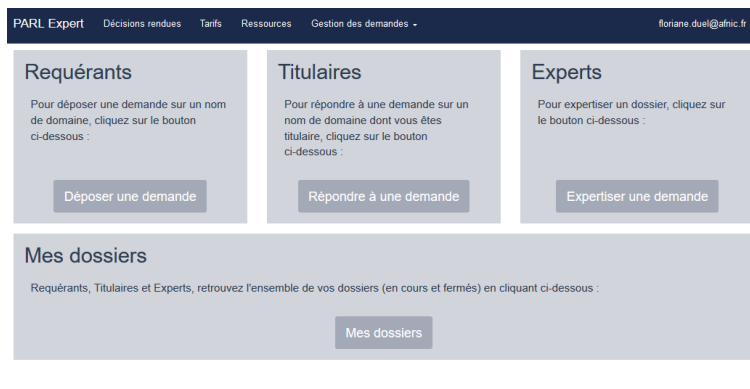 PARL Expert Décisions rendues Tarifs Ressources Gestion des demandes floriane.duel@afnic.fr
Requérants
Pour déposer une demande sur un nom
de domaine, cliquez sur le bouton
ci-dessous :
Déposer une demande
Titulaires
Pour répondre à une demande sur un
nom de domaine dont vous êtes
titulaire, cliquez sur le bouton
ci-dessous :
Répondre à une demande
Experts
Pour expertiser un dossier, cliquez sur
le bouton ci-dessous :
Expertiser une demande
Mes dossiers
Requérants, Titulaires et Experts, retrouvez l'ensemble de vos dossiers (en cours et fermés) en cliquant ci-dessous :
Mes dossiers